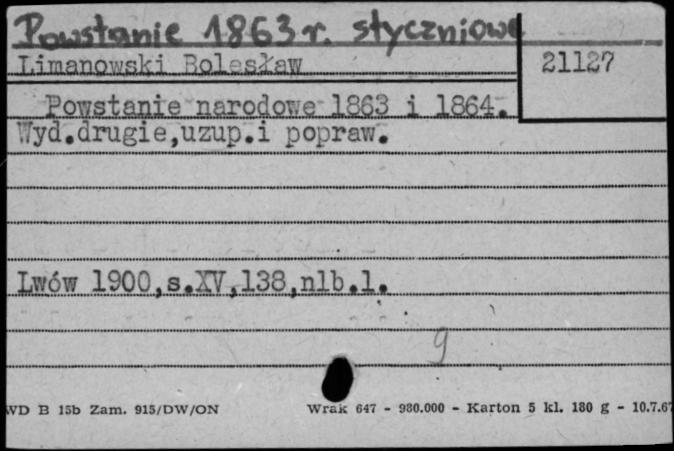 Powstanie 1863 r. styczniowe
Limanowski Bolesław
21127
Powstanie narodowe 1863 i 1864.
Wyd.drugie,uzup.i popraw.
Lwów 1900,s.XV,138,nlb.1.
9
WD B 15b Zam. 915/DW/ON Wrak 647 - 980.000 - Karton 5 kl. 180 g - 10.7.67